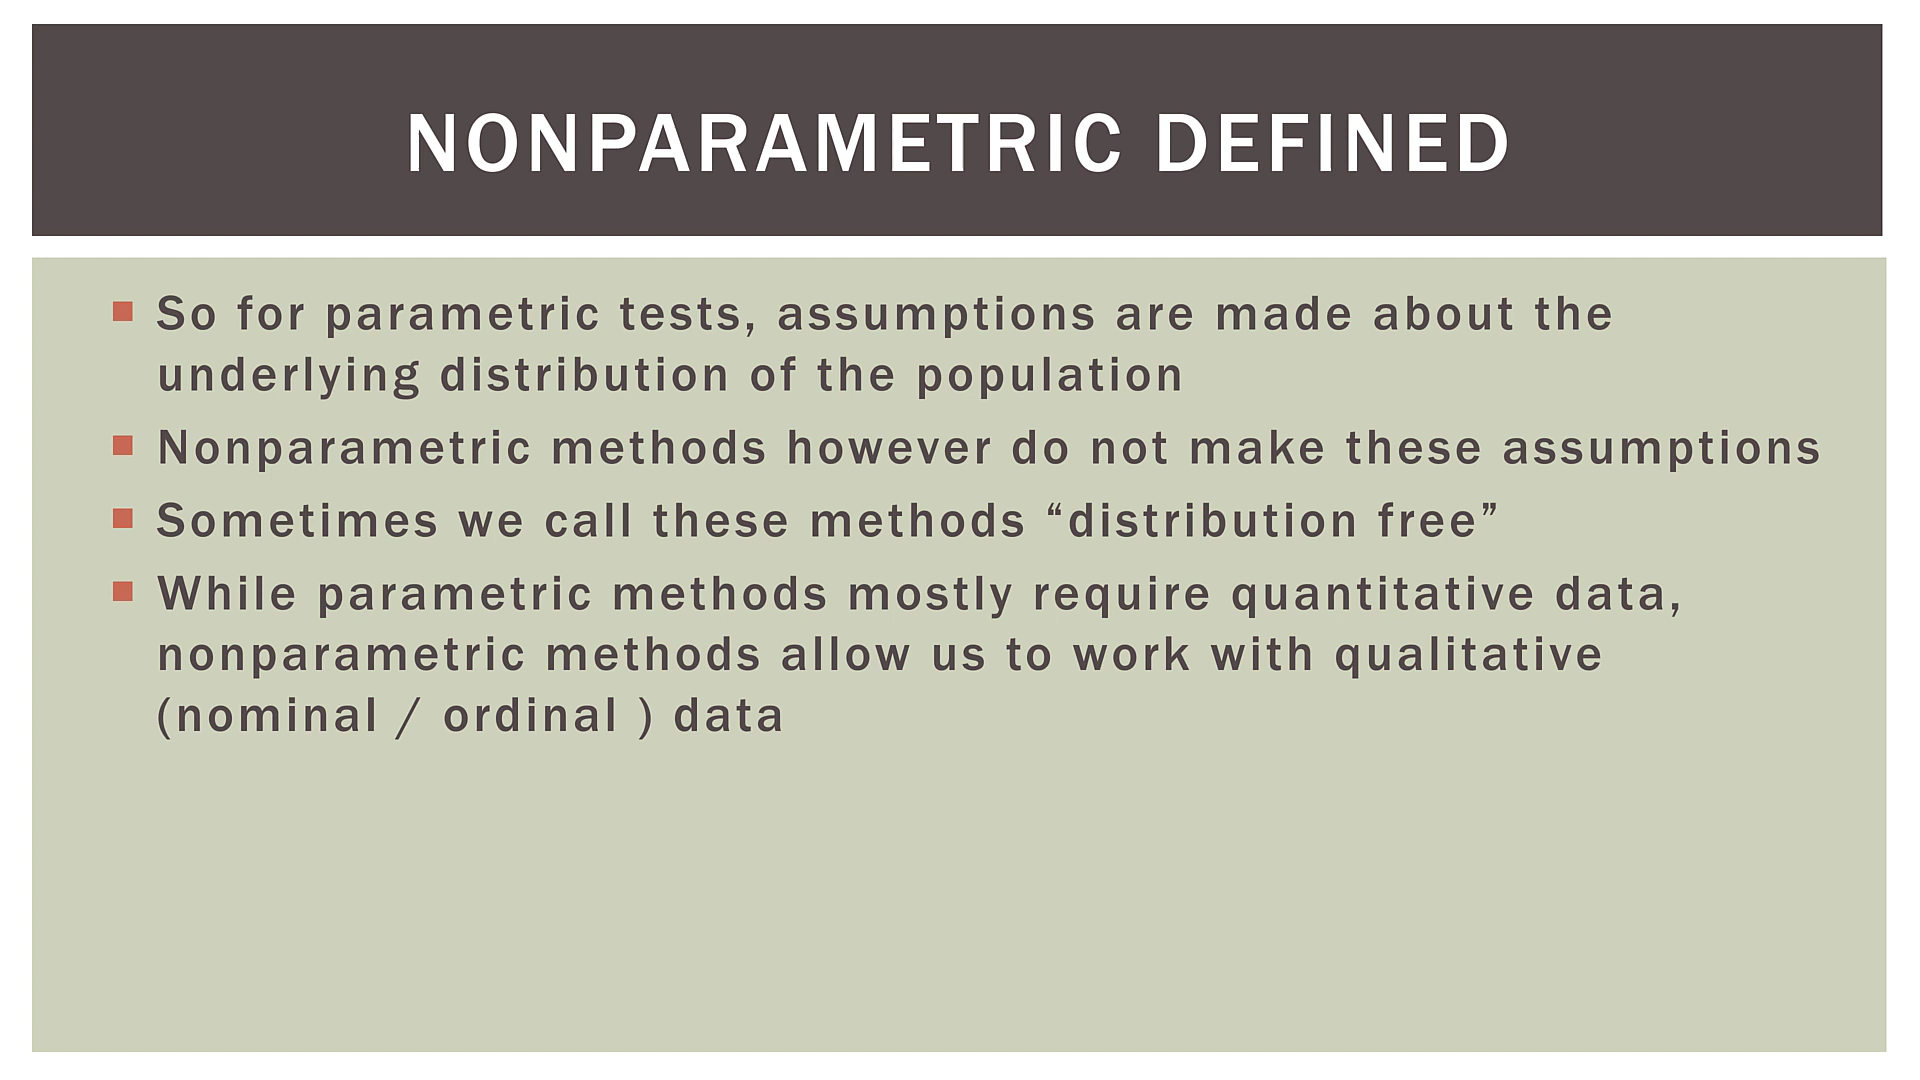 NONPARAMETRIC DEFINED
So for parametric tests, assumptions are made about the
underlying distribution of the population
Nonparametric methods however do not make these assumptions
Sometimes we call these methods “distribution free”
While parametric methods mostly require quantitative data,
nonparametric methods allow us to work with qualitative
(nominal / ordinal ) data